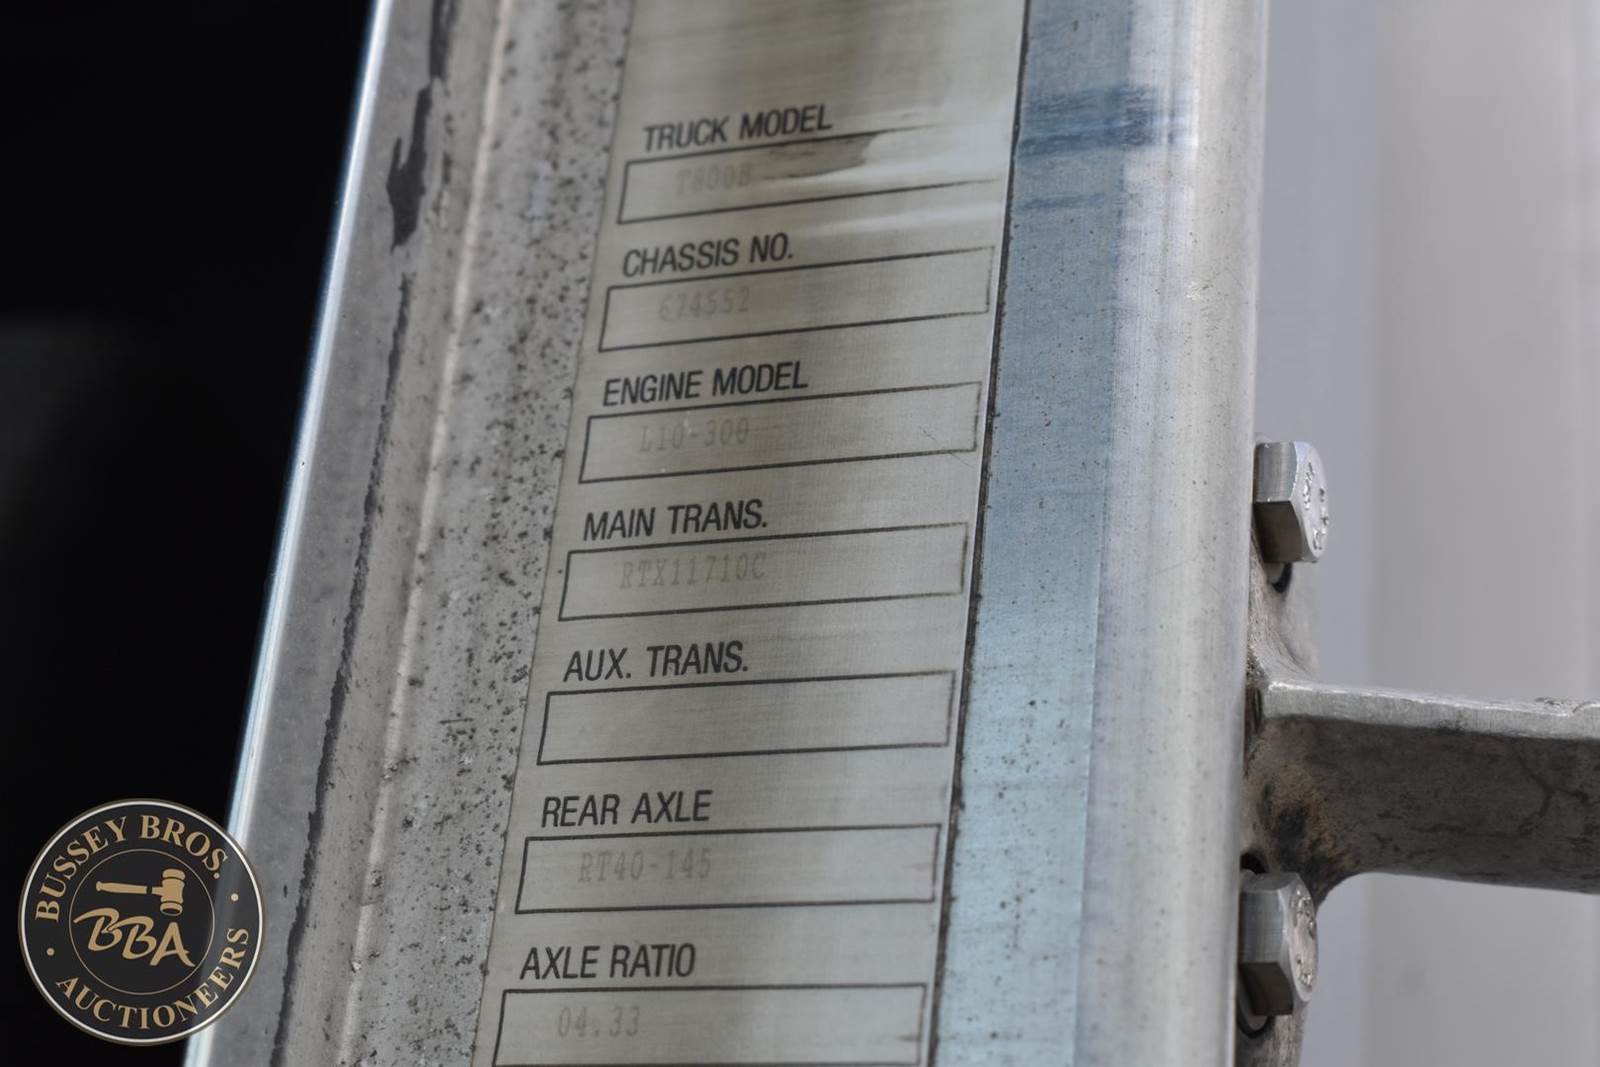 TRUCK MODEL
T800B
CHASSIS NO.
674552
ENGINE MODEL
L10-300
MAIN TRANS.
RTX11710C
AUX. TRANS.
REAR AXLE
RT40-145
AXLE RATIO
04.33
BUSSEY BROS.
BBA
AUCTIONEERS